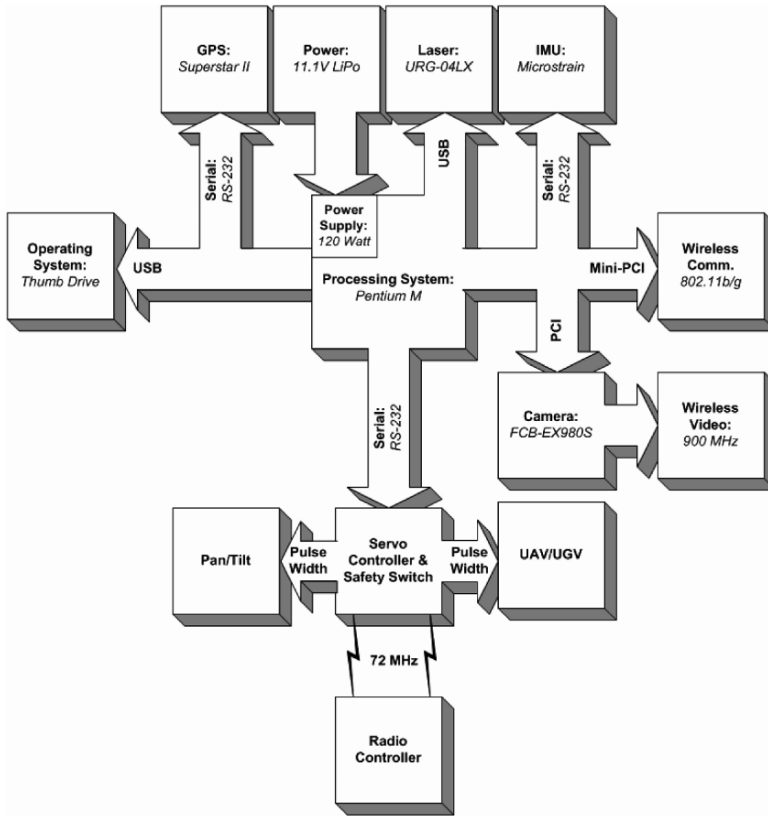 GPS:
Superstar II
Power:
11.1V LiPo
Laser:
URG-04LX
IMU:
Microstrain
Serial:
RS-232
USB
Serial:
RS-232
Operating
System:
Thumb Drive
USB
Power
Supply:
120 Watt
Processing System:
Pentium M
Mini-PCI
Wireless
Comm.
802.11b/g
PCI
Serial:
RS-232
Camera:
FCB-EX980S
Wireless
Video:
900 MHz
Pan/Tilt
Pulse
Width
Servo
Controller &
Safety Switch
Pulse
Width
UAV/UGV
72 MHz
Radio
Controller